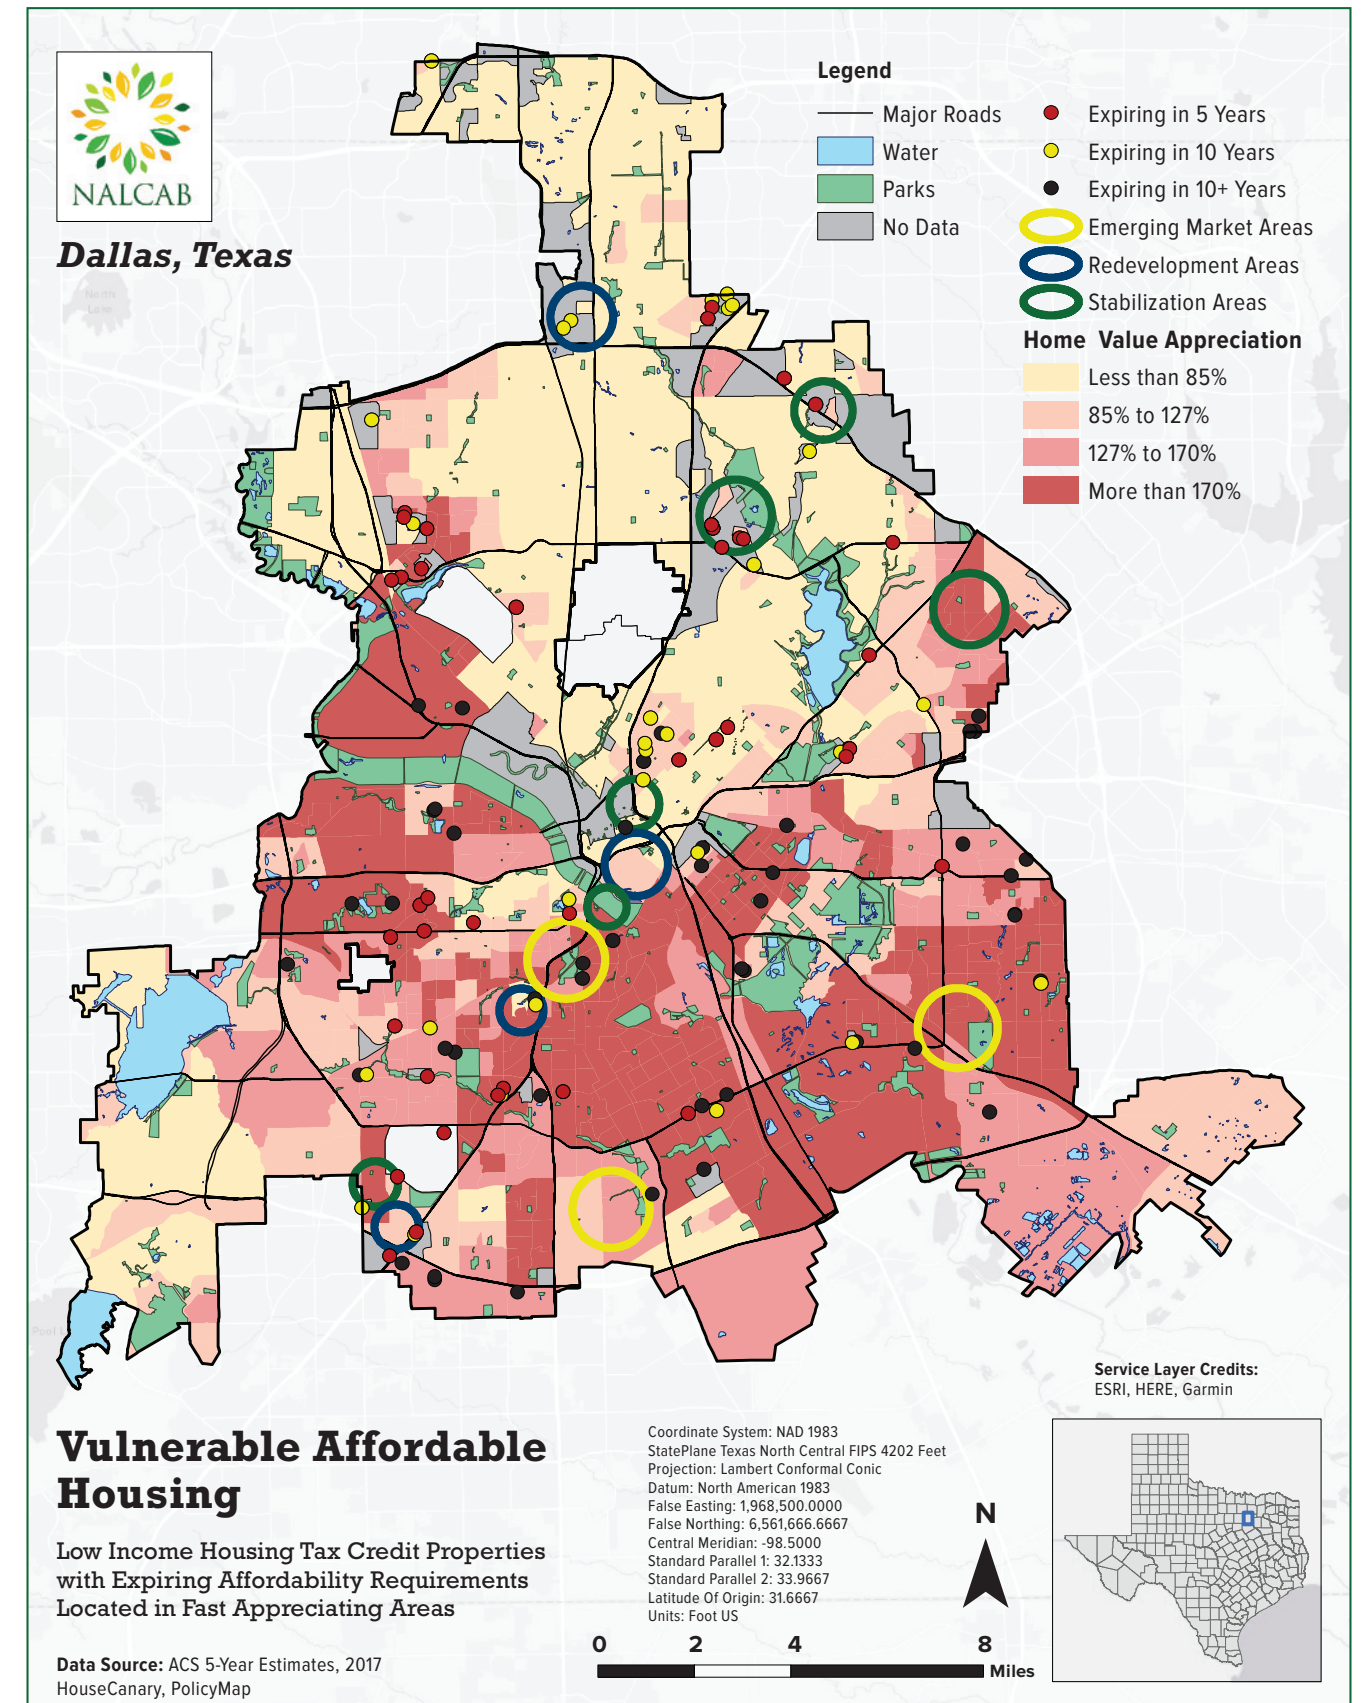 NALCAB
Dallas, Texas
Legend
Major Roads
Water
Parks
No Data
Expiring in 5 Years
Expiring in 10 Years
Expiring in 10+ Years
Emerging Market Areas
Redevelopment Areas
Stabilization Areas
Home Value Appreciation
Less than 85%
85% to 127%
127% to 170%
More than 170%
North
Lake
Service Layer Credits:
ESRI, HERE, Garmin
Vulnerable Affordable
Housing
Low Income Housing Tax Credit Properties
with Expiring Affordability Requirements
Located in Fast Appreciating Areas
Data Source: ACS 5-Year Estimates, 2017
HouseCanary, PolicyMap
Coordinate System: NAD 1983
StatePlane Texas North Central FIPS 4202 Feet
Projection: Lambert Conformal Conic
Datum: North American 1983
False Easting: 1,968,500.0000
False Northing: 6,561,666.6667
Central Meridian: -98.5000
Standard Parallel 1: 32.1333
Standard Parallel 2: 33.9667
Latitude Of Origin: 31.6667
Units: Foot US
N
0 2 4 8
Miles